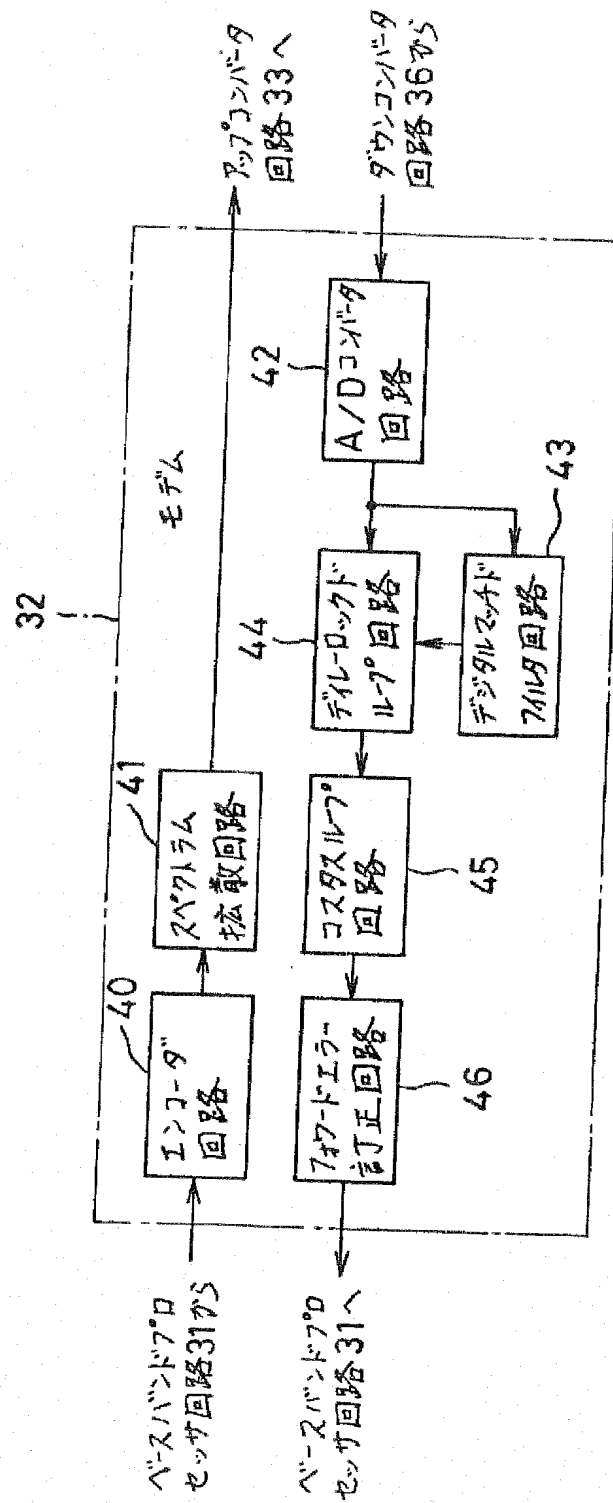 32
モデム
ベースバンドプロ
セッサ回路31から
40
エンコーダ
回路
41
スペクトラム
拡散回路
アップコンバータ
回路33へ
ダウンコンバータ
回路36から
42
A/Dコンバータ
回路
43
デジタルマッチド
フィルタ回路
44
ディレーロックド
ループ回路
45
コスタスループ
回路
46
フォワードエラー
訂正回路
ベースバンドプロ
セッサ回路31へ